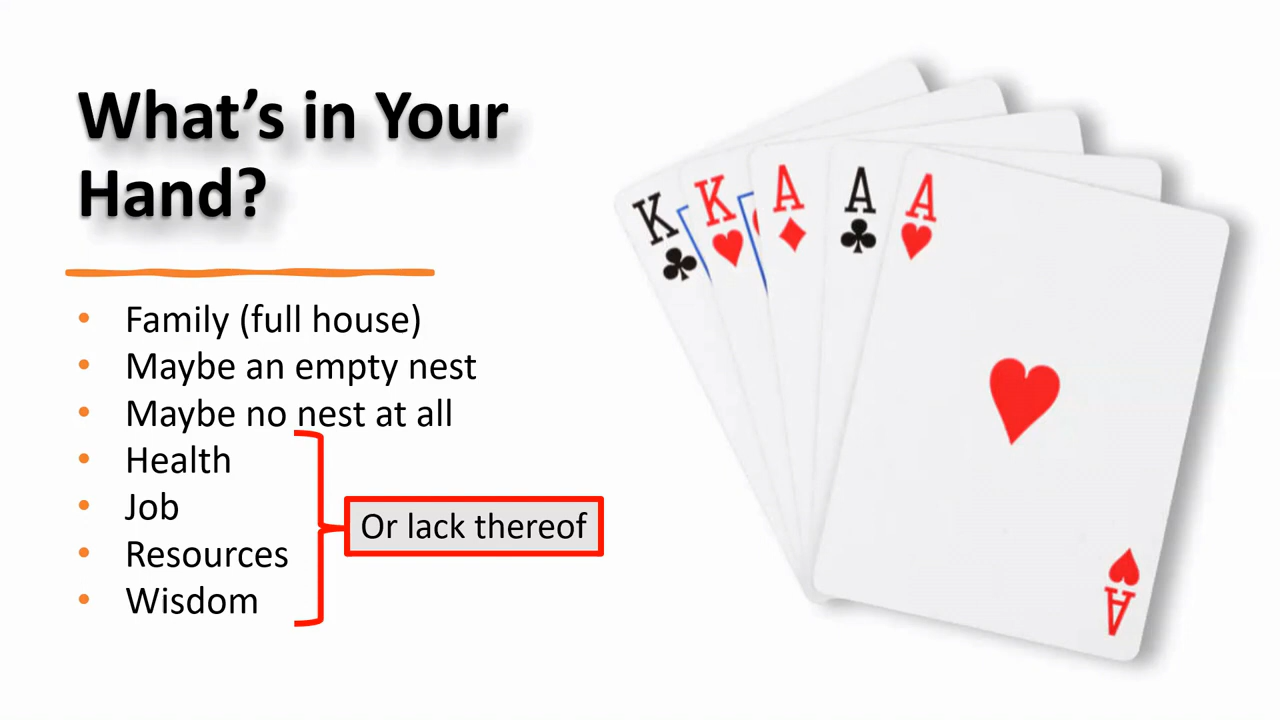 What's in Your
Hand?
• Family (full house)
• Maybe an empty nest
• Maybe no nest at all
• Health
• Job
• Resources
• Wisdom
Or lack thereof
K K A A A
A